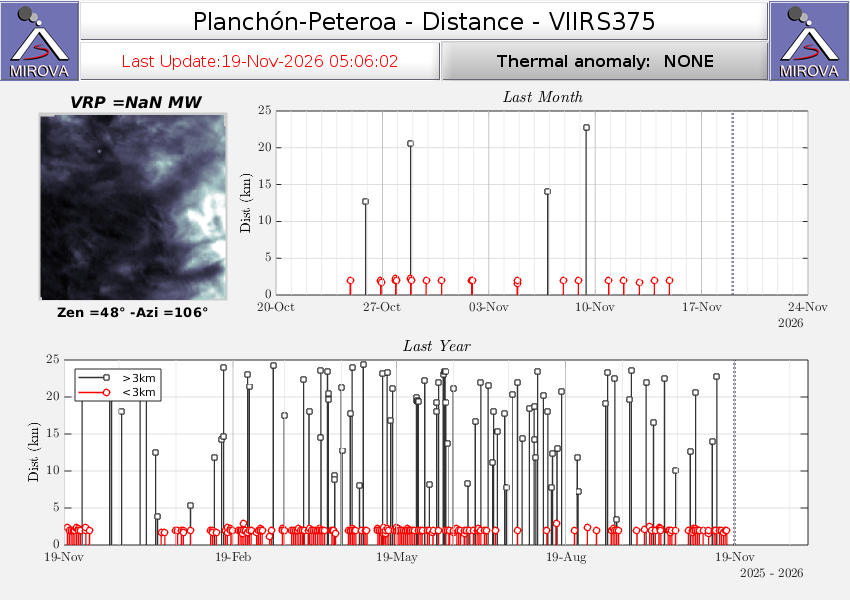 Planchón-Peteroa - Distance - VIIRS375
MIROVA
Last Update:19-Nov-2026 05:06:02
Thermal anomaly: NONE
MIROVA
VRP =NaN MW
Zen =48° -Azi =106°
Last Month
Dist (km)
25
20
15
10
5
0
20-Oct
27-Oct
03-Nov
10-Nov
17-Nov
24-Nov
2026
Last Year
Dist (km)
25
20
15
10
5
0
>3km
<3km
19-Nov
19-Feb
19-May
19-Aug
19-Nov
2025 - 2026